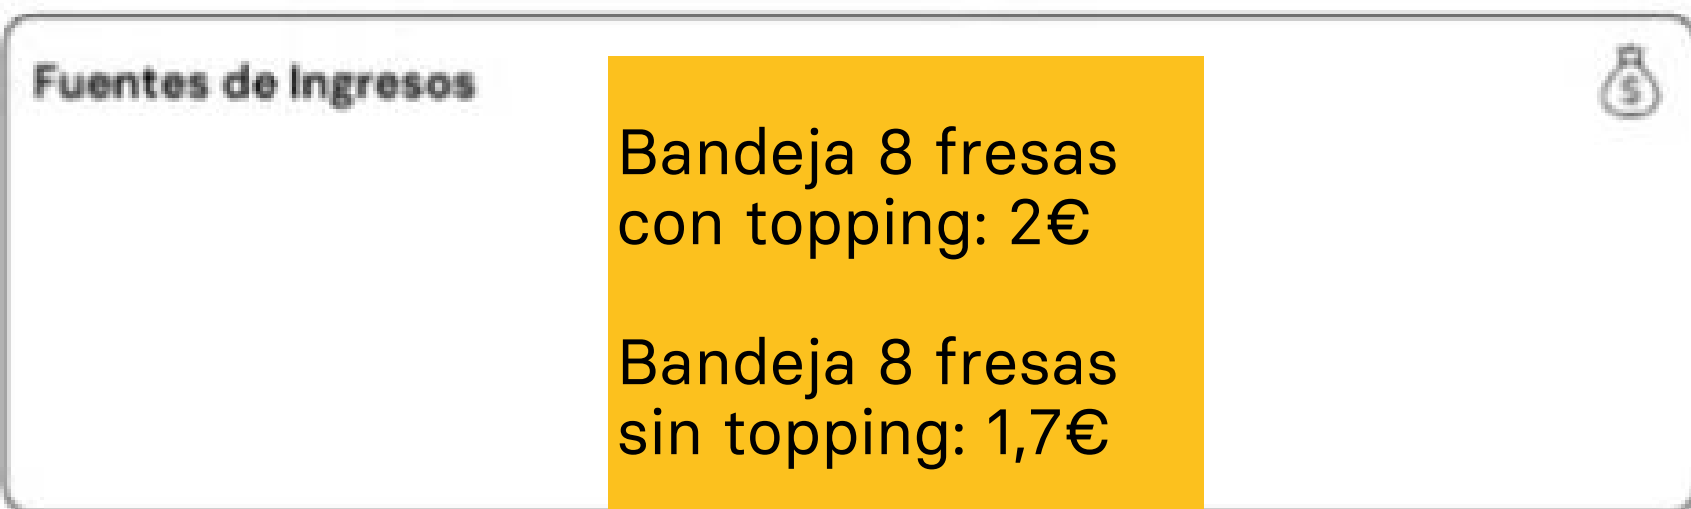 Fuentes de Ingresos
$
Bandeja 8 fresas
con topping: 2€
Bandeja 8 fresas
sin topping: 1,7€